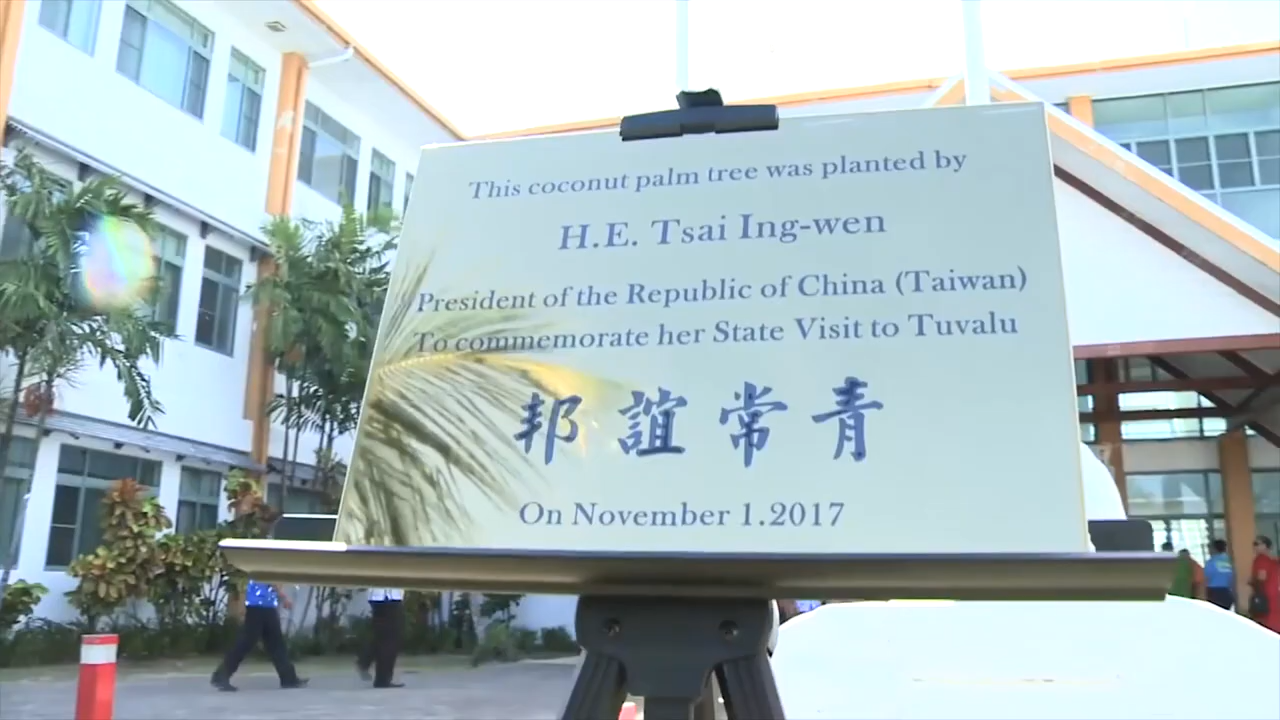 This coconut palm tree was planted by
H.E. Tsai Ing-wen
President of the Republic of China (Taiwan)
To commemorate her State Visit to Tuvalu
邦誼常青
On November 1.2017